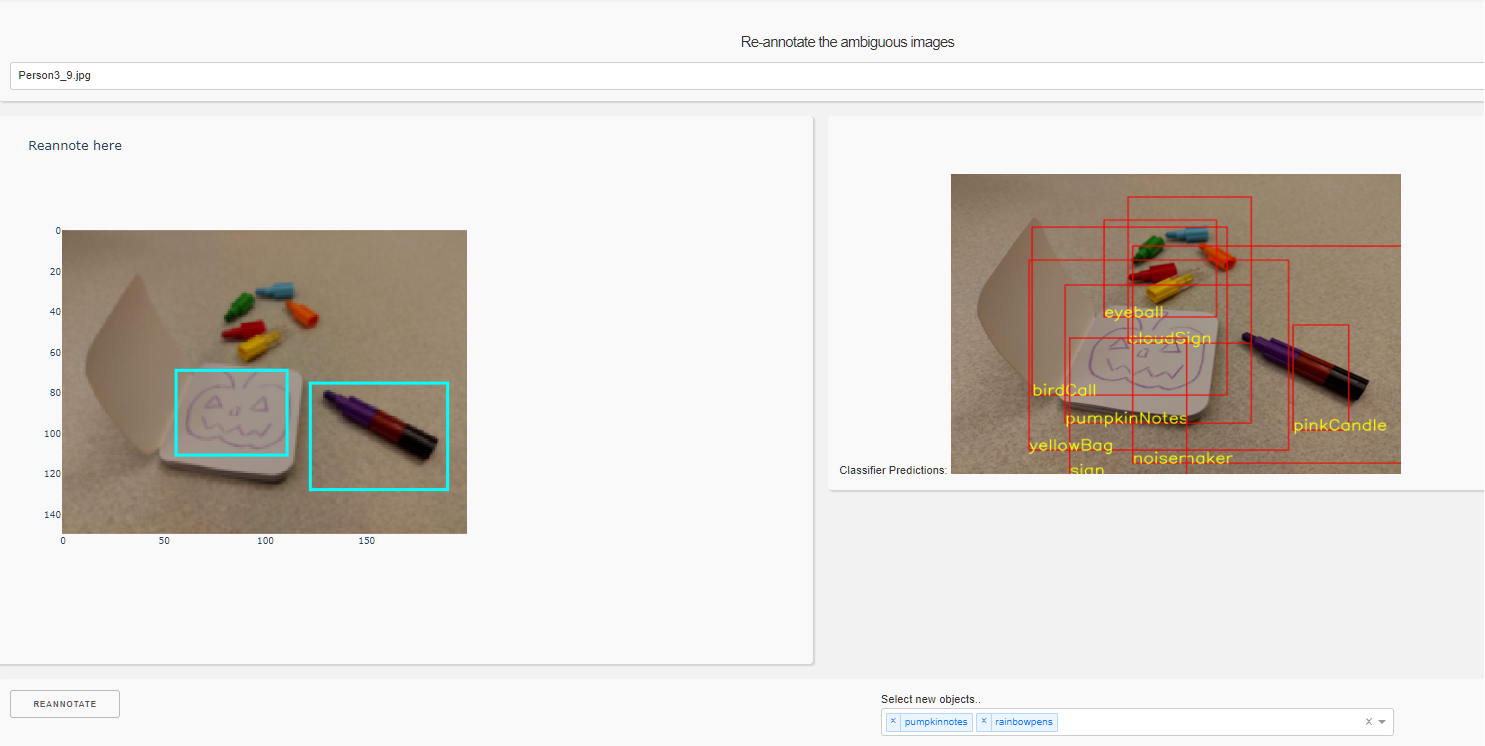 Re-annotate the ambiguous images
Person3_9.jpg
Reannote here
0
20
40
60
80
100
120
140
0 50 100 150
eyeball
cloudSign
birdCall
pumpkinNotes
pinkCandle
yellowBag
noisemaker
sign
Classifier Predictions:
REANNOTATE
Select new objects..
× pumpkinnotes × rainbowpens ×